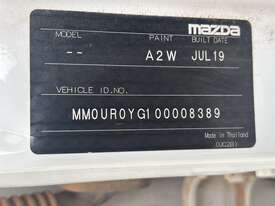 mazda
MODEL PAINT BUILT DATE
-- A2W JUL19
VEHICLE ID.NO.
MM0UR0YG100008389
Made in Thailand